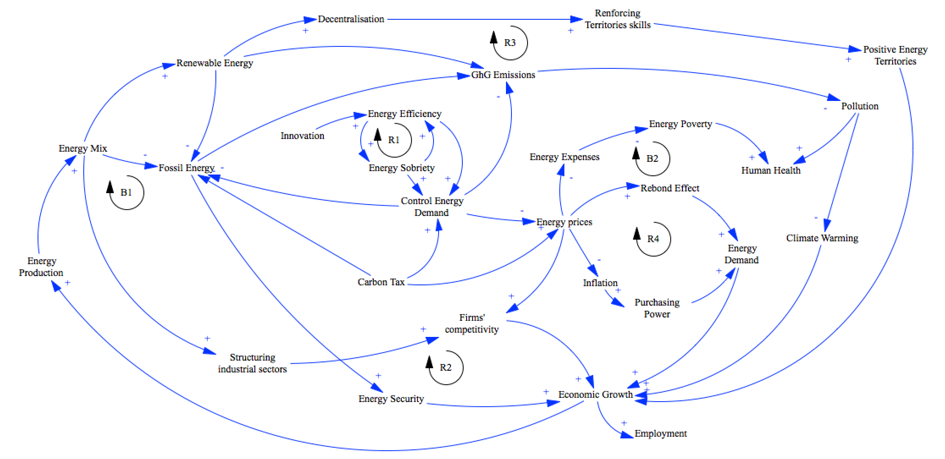 Decentralisation
Renforcing
Territories skills
+
+
R3
Positive Energy
Territories
+
Renewable Energy
+
GhG Emissions
-
Pollution
-
Energy Efficiency
Innovation
+
+
R1
+
+
Energy Sobriety
+
+
Energy Poverty
-
Energy Mix
+
-
-
-
Fossil Energy
Energy Expenses
-
B2
+
+
Human Health
B1
Control Energy
Demand
-
Energy prices
+
Rebond Effect
+
R4
+
Energy
Demand
+
-
Climate Warming
Energy
Production
+
Carbon Tax
+
-
Inflation
+
Purchasing
Power
+
Firms'
competitivity
+
+
Structuring
industrial sectors
R2
+
Energy Security
+
+
Economic Growth
+
+
+
+
Employment